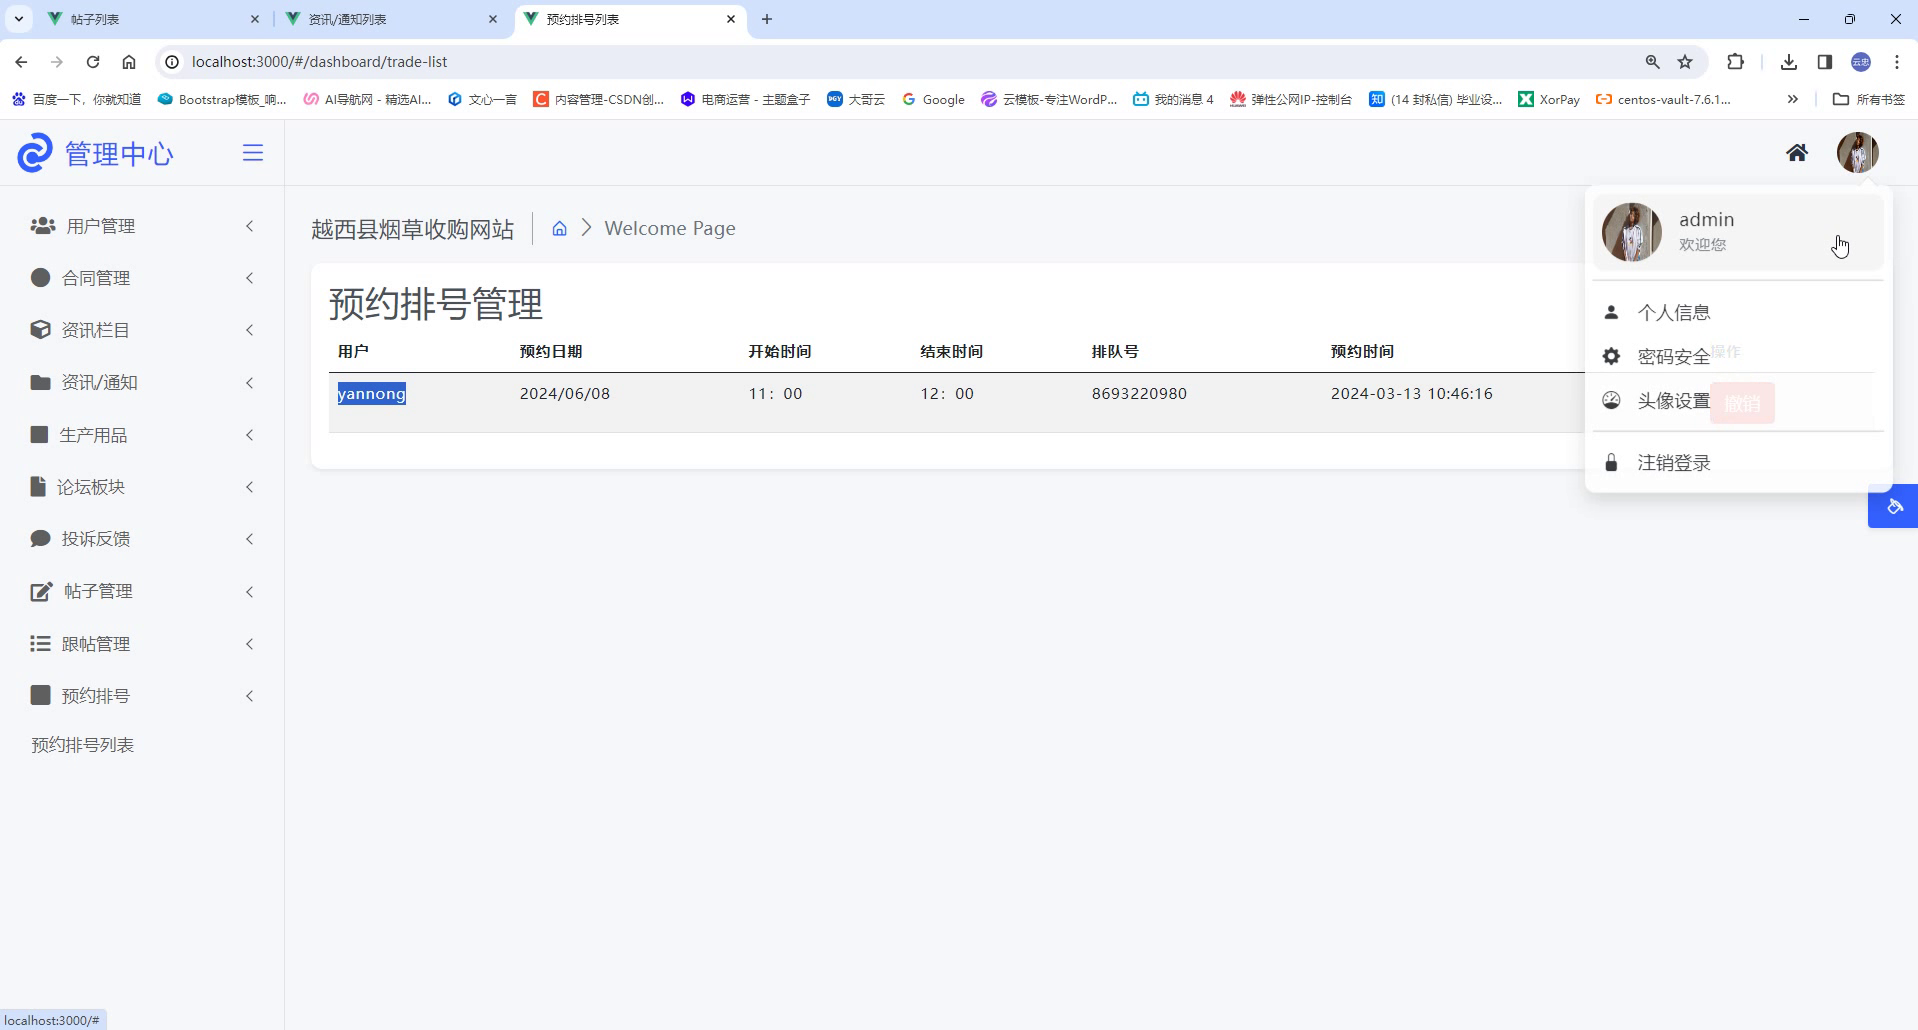 帖子列表
资讯/通知列表
预约排号列表
localhost:3000/#/dashboard/trade-list
百度一下，你就知道
Bootstrap模板_响...
AI导航网 - 精选AI...
文心一言
内容管理-CSDN创...
电商运营 - 主题盒子
大哥云
Google
云模板-专注WordP...
我的消息 4
弹性公网IP-控制台
(14 封私信) 毕业设...
XorPay
centos-vault-7.6.1...
所有书签
管理中心
用户管理
合同管理
资讯栏目
资讯/通知
生产用品
论坛板块
投诉反馈
帖子管理
跟帖管理
预约排号
预约排号列表
越西县烟草收购网站
Welcome Page
预约排号管理
用户 预约日期 开始时间 结束时间 排队号 预约时间 操作
yannong 2024/06/08 11：00 12：00 8693220980 2024-03-13 10:46:16 撤销
admin
欢迎您
个人信息
密码安全
头像设置
注销登录
localhost:3000/#